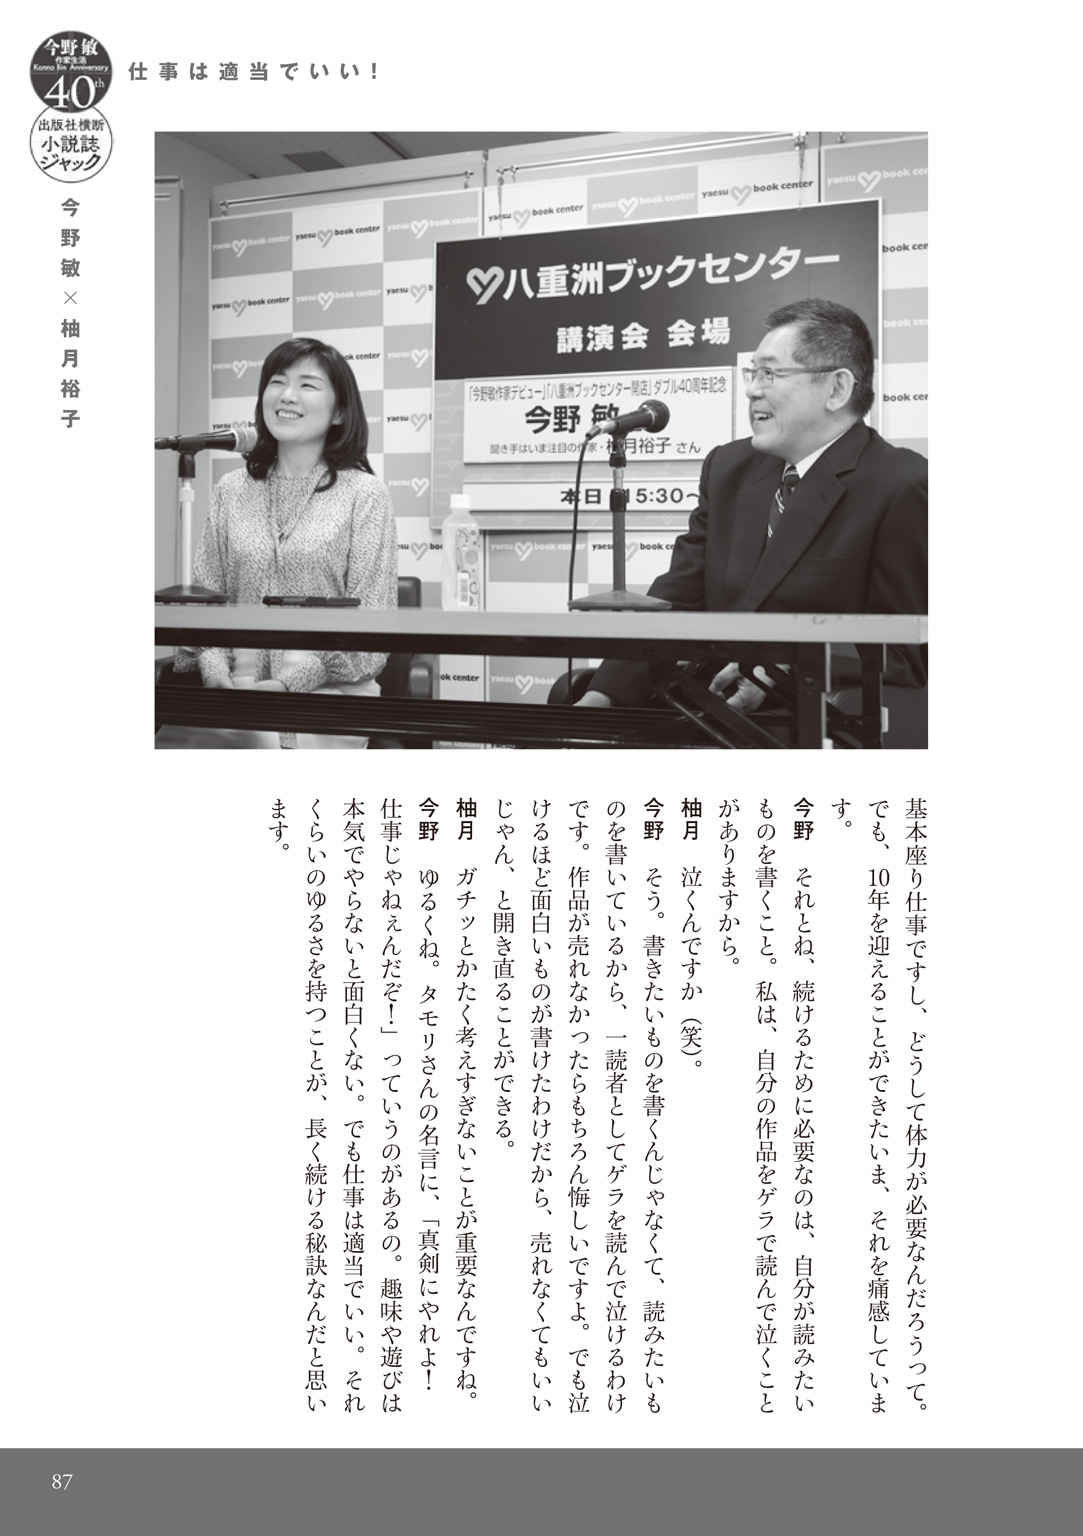 今野 敏
作家生活
Konno Bin Anniversary
40th
出版社横断
小説誌
ジャック
仕事は適当でいい！
今野敏×柚月裕子
yaesu book center
八重洲ブックセンター
講演会 会場
「今野敏作家デビュー」「八重洲ブックセンター開店」ダブル40周年記念
今野 敏
聞き手はいま注目の作家・柚月裕子さん
本日 15:30～
基本座り仕事ですし、どうして体力が必要なんだろうって。
でも、10年を迎えることができたいま、それを痛感していま
す。
今野　それとね、続けるために必要なのは、自分が読みたい
ものを書くこと。私は、自分の作品をゲラで読んで泣くこと
がありますから。
柚月　泣くんですか（笑）。
今野　そう。書きたいものを書くんじゃなくて、読みたいも
のを書いているから、一読者としてゲラを読んで泣けるわけ
です。作品が売れなかったらもちろん悔しいですよ。でも泣
けるほど面白いものが書けたわけだから、売れなくてもいい
じゃん、と開き直ることができる。
柚月　ガチッとかたく考えすぎないことが重要なんですね。
今野　ゆるくね。タモリさんの名言に、「真剣にやれよ！
仕事じゃねぇんだぞ！」っていうのがあるの。趣味や遊びは
本気でやらないと面白くない。でも仕事は適当でいい。それ
くらいのゆるさを持つことが、長く続ける秘訣なんだと思い
ます。
87